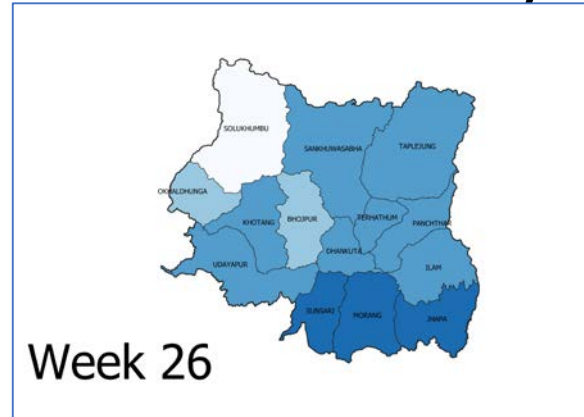 SOLUKHUMBU
SANKHUWASABHA
TAPLEJUNG
OKHALDHUNGA
KHOTANG
BHOJPUR
TERHATHUM
PANCHTHAR
DHANKUTA
UDAYAPUR
ILAM
SUNSARI
MORANG
JHAPA
Week 26